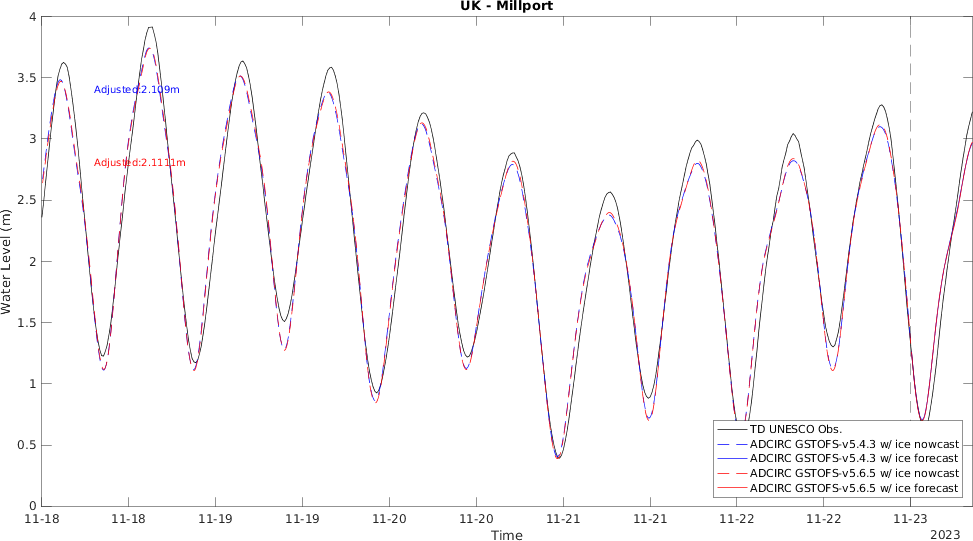 UK - Millport
4
3.5
3
2.5
2
1.5
1
0.5
0
Water Level (m)
Adjusted:2.109m
Adjusted:2.1111m
TD UNESCO Obs.
ADCIRC GSTOFS-v5.4.3 w/ ice nowcast
ADCIRC GSTOFS-v5.4.3 w/ ice forecast
ADCIRC GSTOFS-v5.6.5 w/ ice nowcast
ADCIRC GSTOFS-v5.6.5 w/ ice forecast
11-18 11-18 11-19 11-19 11-20 11-20 11-21 11-21 11-22 11-22 11-23
Time
2023